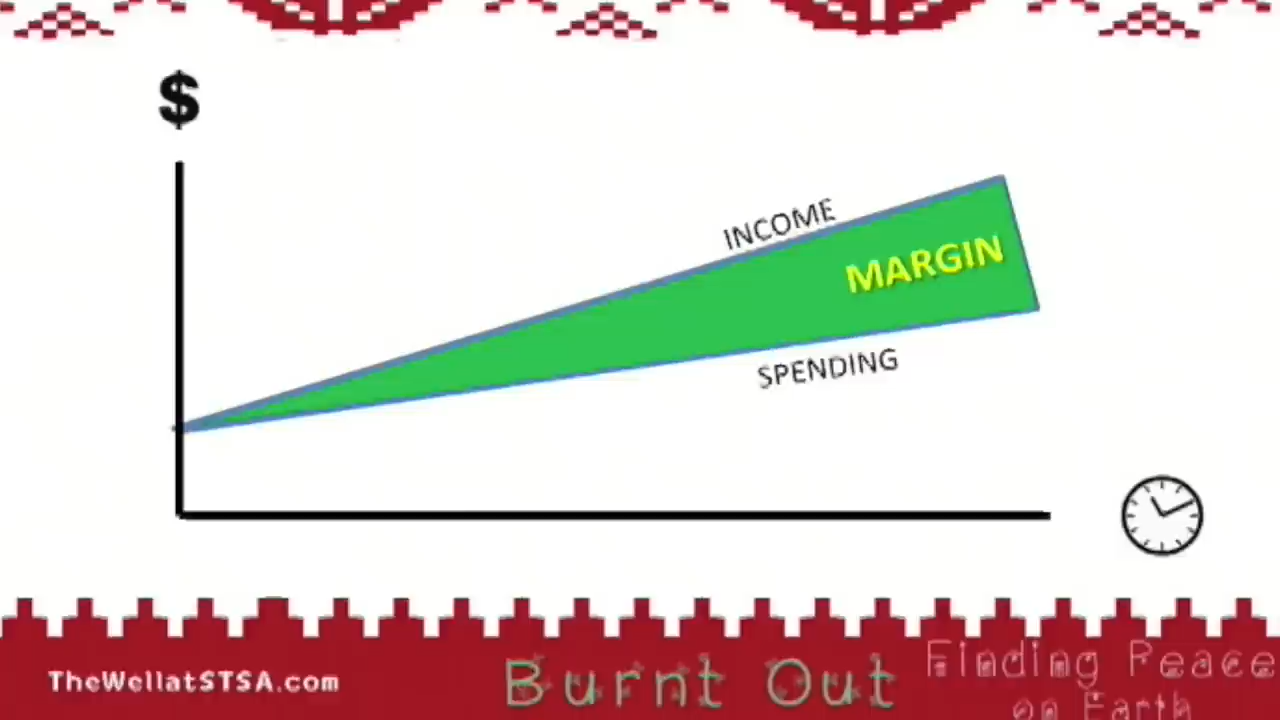 $
INCOME
MARGIN
SPENDING
TheWellatSTSA.com
Burnt Out
Finding Peace
on Earth